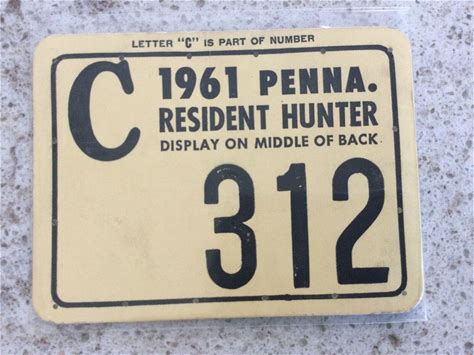 LETTER "C" IS PART OF NUMBER
C
1961 PENNA.
RESIDENT HUNTER
DISPLAY ON MIDDLE OF BACK
312